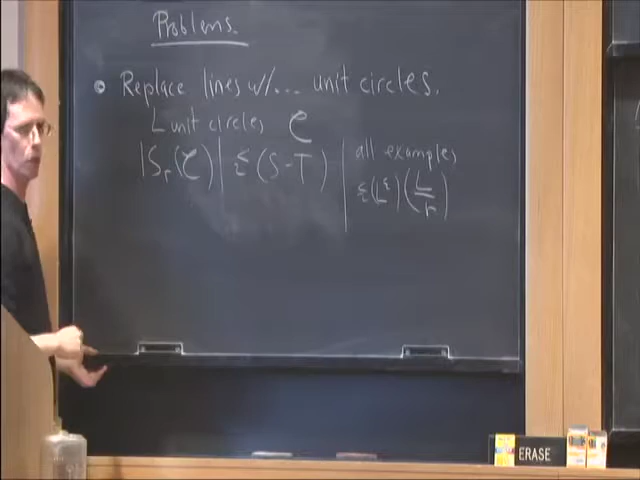 Problems.
• Replace lines w/... unit circles.
L unit circles C
|S_r(C)| ≲ (S-T) | all examples
≲ (L^ε)(L/r)
ERASE